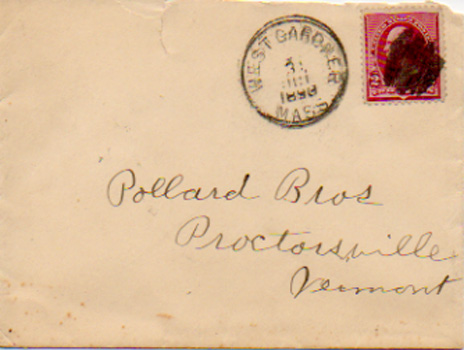 WEST GARDNER
MASS
Pollard Bros
Proctorsville
Vermont